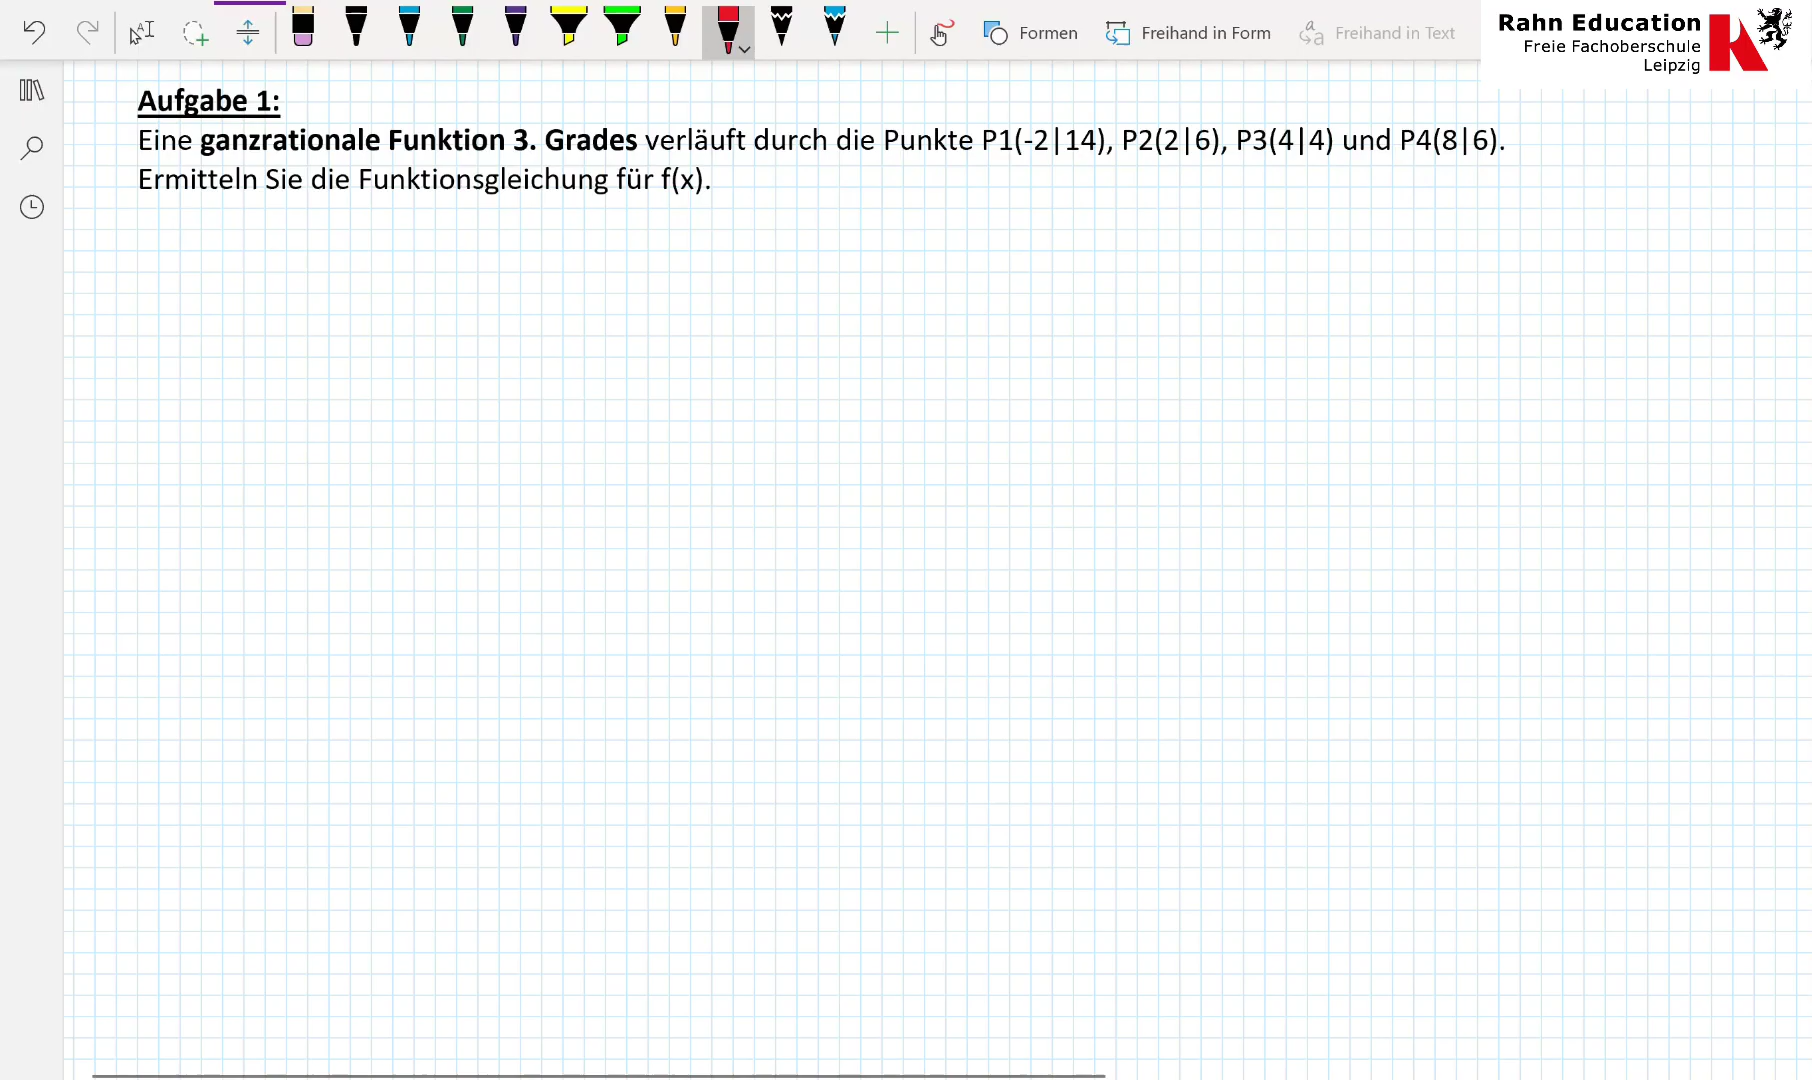 Formen
Freihand in Form
Freihand in Text
Rahn Education
Freie Fachoberschule
Leipzig
Aufgabe 1:
Eine ganzrationale Funktion 3. Grades verläuft durch die Punkte P1(-2|14), P2(2|6), P3(4|4) und P4(8|6).
Ermitteln Sie die Funktionsgleichung für f(x).